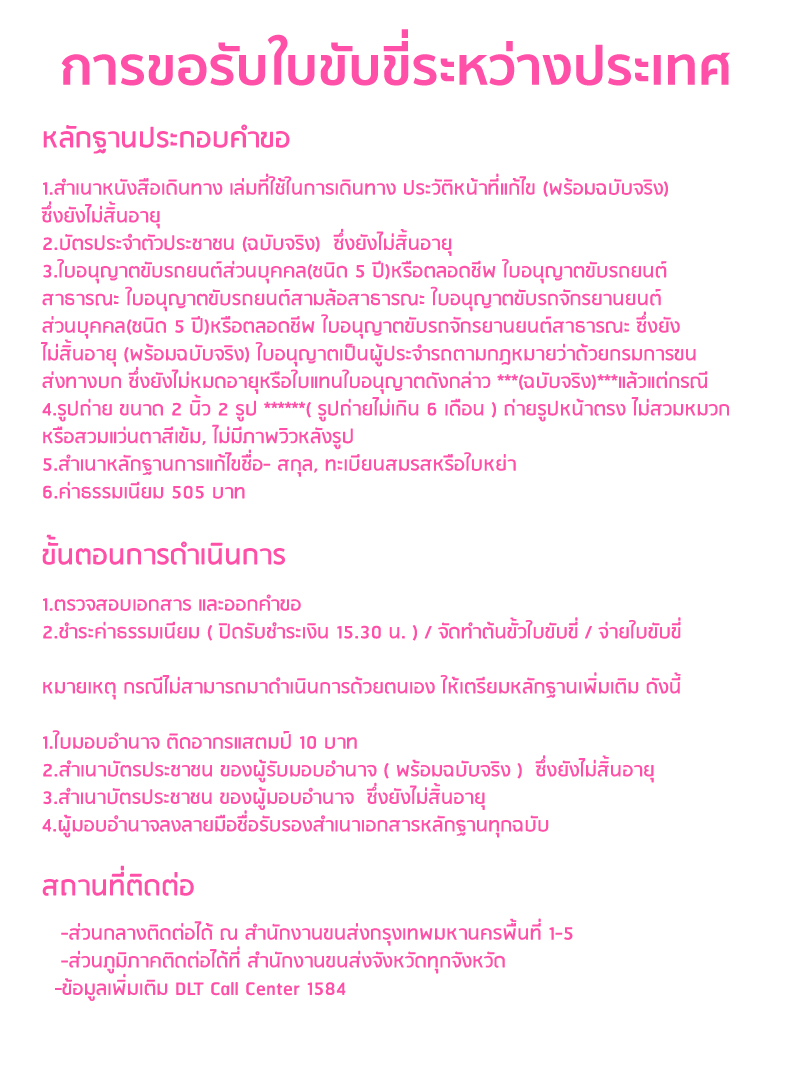 การขอรับใบขับขี่ระหว่างประเทศ
หลักฐานประกอบคำขอ
1.สำเนาหนังสือเดินทาง เล่มที่ใช้ในการเดินทาง ประวัติหน้าที่แก้ไข (พร้อมฉบับจริง)
ซึ่งยังไม่สิ้นอายุ
2.บัตรประจำตัวประชาชน (ฉบับจริง) ซึ่งยังไม่สิ้นอายุ
3.ใบอนุญาตขับรถยนต์ส่วนบุคคล(ชนิด 5 ปี)หรือตลอดชีพ ใบอนุญาตขับรถยนต์
สาธารณะ ใบอนุญาตขับรถยนต์สามล้อสาธารณะ ใบอนุญาตขับรถจักรยานยนต์
ส่วนบุคคล(ชนิด 5 ปี)หรือตลอดชีพ ใบอนุญาตขับรถจักรยานยนต์สาธารณะ ซึ่งยัง
ไม่สิ้นอายุ (พร้อมฉบับจริง) ใบอนุญาตเป็นผู้ประจำรถตามกฎหมายว่าด้วยกรมการขน
ส่งทางบก ซึ่งยังไม่หมดอายุหรือใบแทนใบอนุญาตดังกล่าว ***(ฉบับจริง)***แล้วแต่กรณี
4.รูปถ่าย ขนาด 2 นิ้ว 2 รูป ******( รูปถ่ายไม่เกิน 6 เดือน ) ถ่ายรูปหน้าตรง ไม่สวมหมวก
หรือสวมแว่นตาสีเข้ม, ไม่มีภาพวิวหลังรูป
5.สำเนาหลักฐานการแก้ไขชื่อ- สกุล, ทะเบียนสมรสหรือใบหย่า
6.ค่าธรรมเนียม 505 บาท
ขั้นตอนการดำเนินการ
1.ตรวจสอบเอกสาร และออกคำขอ
2.ชำระค่าธรรมเนียม ( ปิดรับชำระเงิน 15.30 น. ) / จัดทำต้นขั้วใบขับขี่ / จ่ายใบขับขี่
หมายเหตุ กรณีไม่สามารถมาดำเนินการด้วยตนเอง ให้เตรียมหลักฐานเพิ่มเติม ดังนี้
1.ใบมอบอำนาจ ติดอากรแสตมป์ 10 บาท
2.สำเนาบัตรประชาชน ของผู้รับมอบอำนาจ ( พร้อมฉบับจริง ) ซึ่งยังไม่สิ้นอายุ
3.สำเนาบัตรประชาชน ของผู้มอบอำนาจ ซึ่งยังไม่สิ้นอายุ
4.ผู้มอบอำนาจลงลายมือชื่อรับรองสำเนาเอกสารหลักฐานทุกฉบับ
สถานที่ติดต่อ
-ส่วนกลางติดต่อได้ ณ สำนักงานขนส่งกรุงเทพมหานครพื้นที่ 1-5
-ส่วนภูมิภาคติดต่อได้ที่ สำนักงานขนส่งจังหวัดทุกจังหวัด
-ข้อมูลเพิ่มเติม DLT Call Center 1584